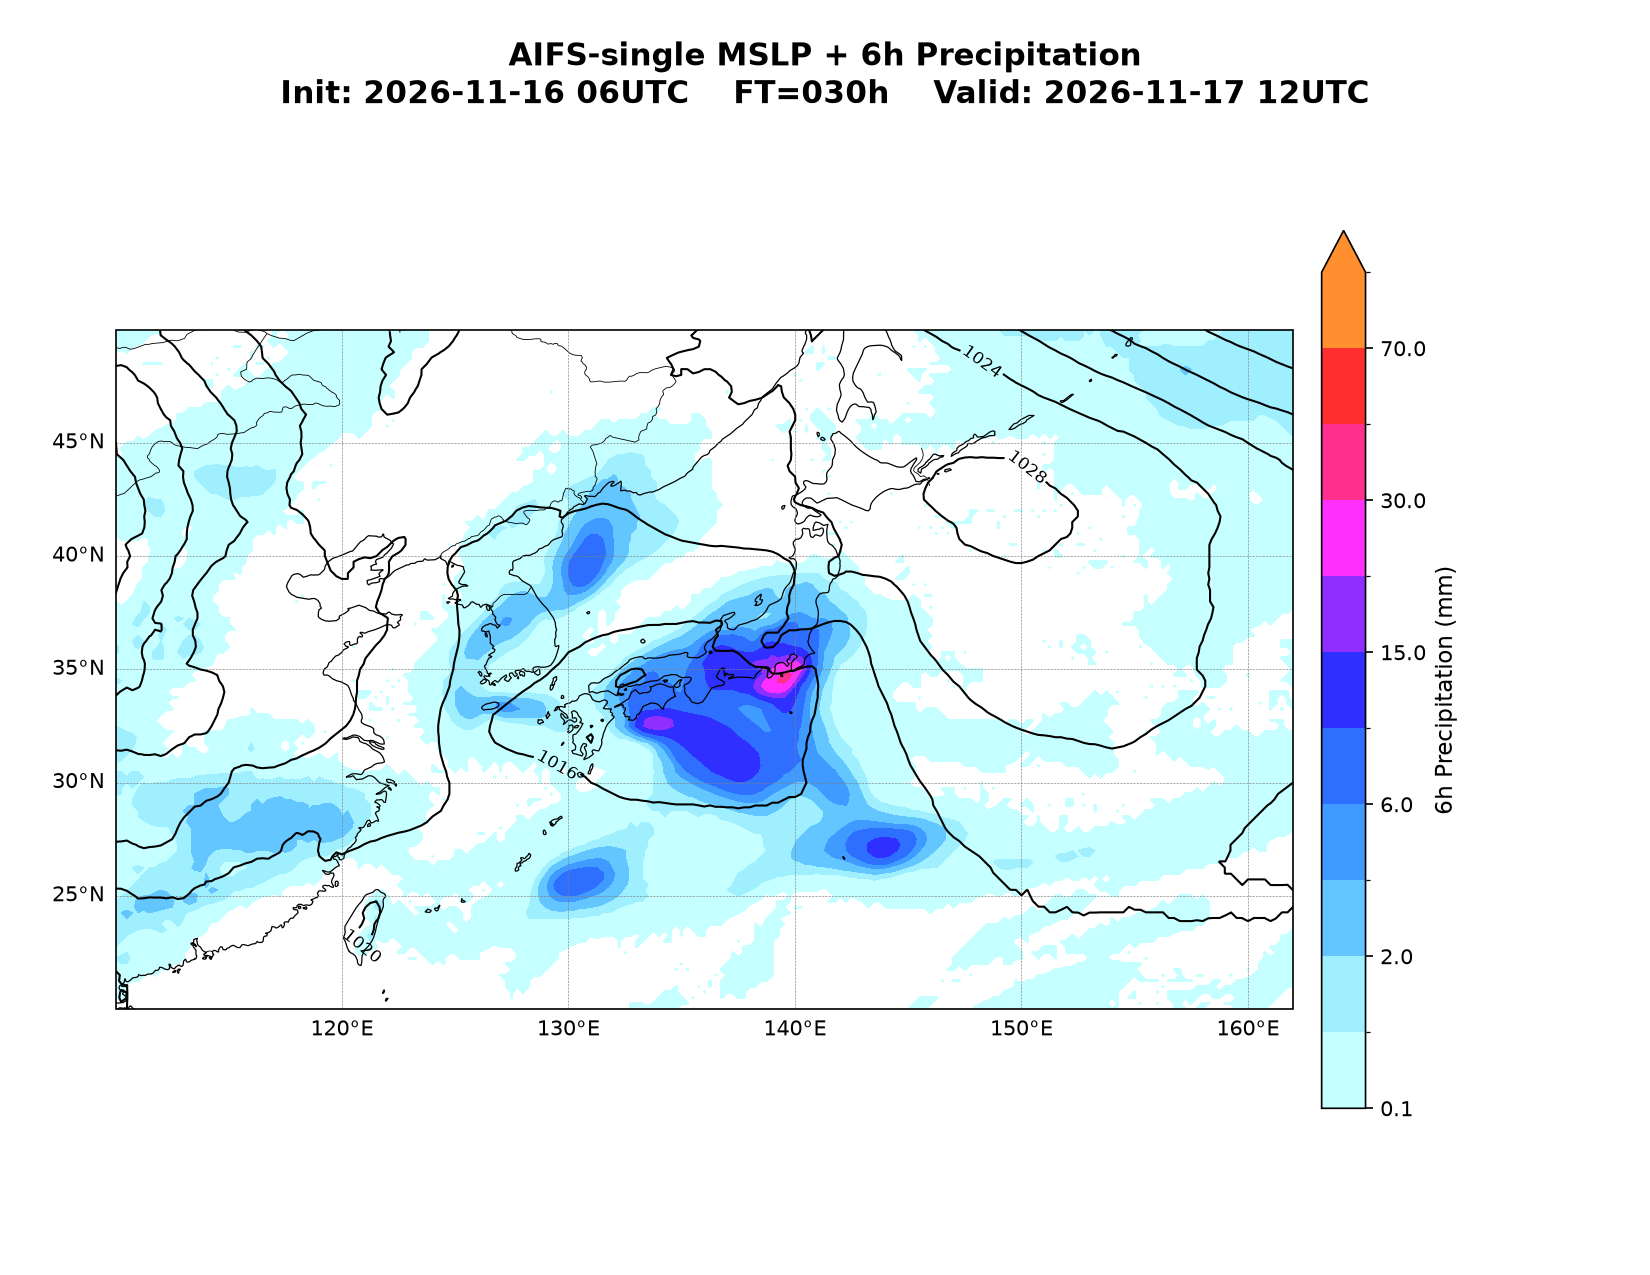 AIFS-single MSLP + 6h Precipitation
Init: 2026-11-16 06UTC    FT=030h    Valid: 2026-11-17 12UTC
70.0
1024
45°N
1028
30.0
40°N
35°N
15.0
6h Precipitation (mm)
1016
30°N
6.0
25°N
1020
2.0
120°E
130°E
140°E
150°E
160°E
0.1